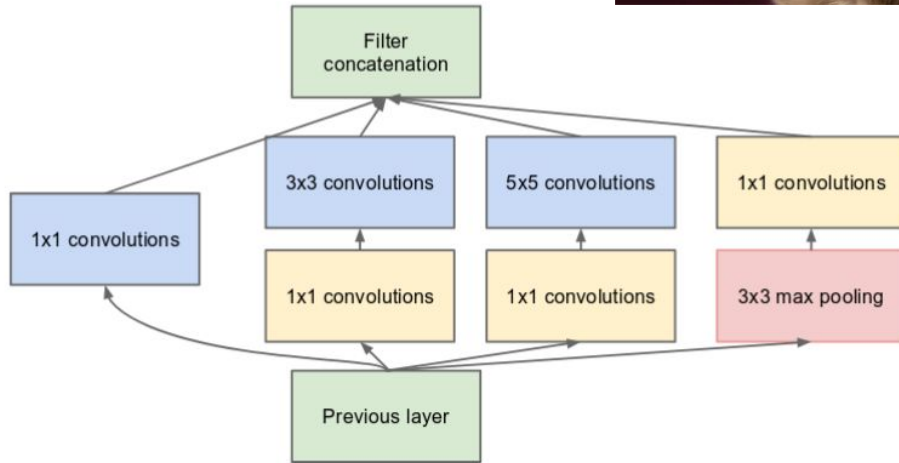 Filter
concatenation
3x3 convolutions
5x5 convolutions
1x1 convolutions
1x1 convolutions
1x1 convolutions
1x1 convolutions
3x3 max pooling
Previous layer